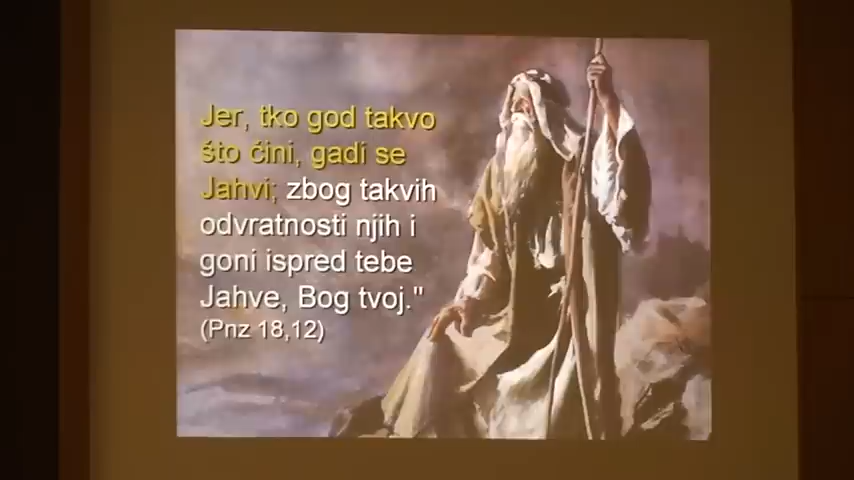 Jer, tko god takvo
što čini, gadi se
Jahvi; zbog takvih
odvratnosti njih i
goni ispred tebe
Jahve, Bog tvoj."
(Pnz 18,12)